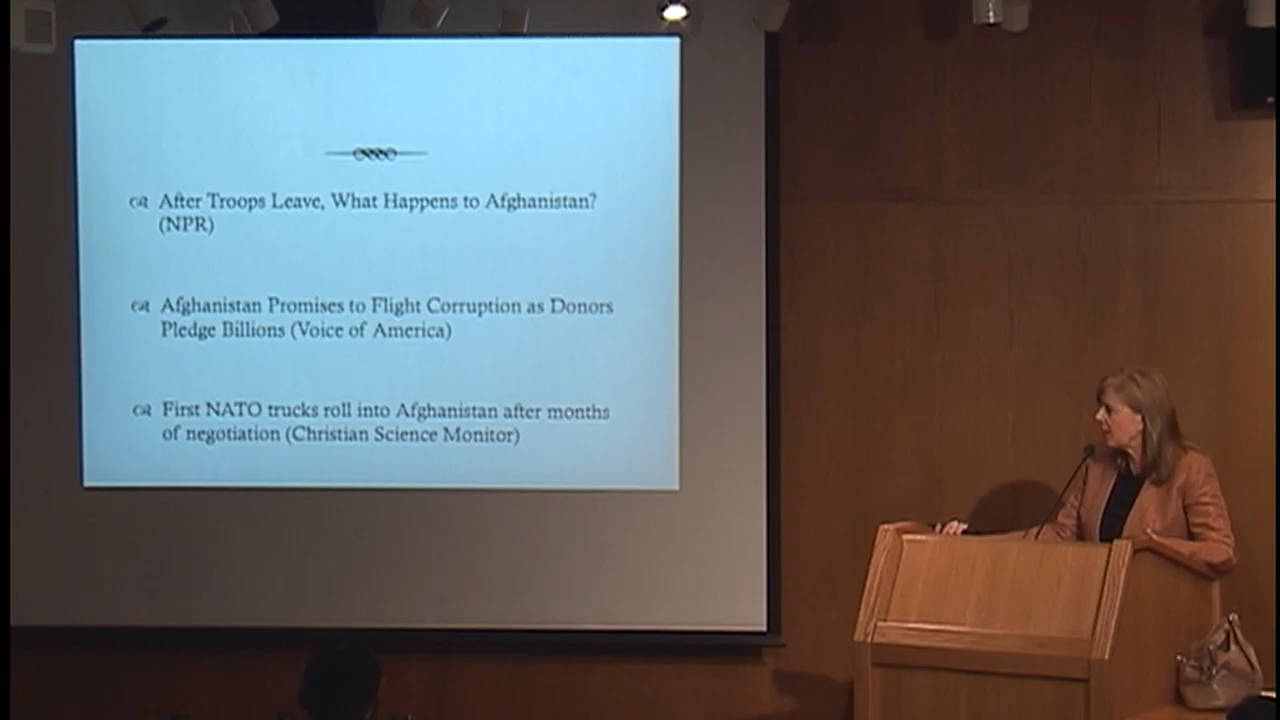 After Troops Leave, What Happens to Afghanistan?
(NPR)
Afghanistan Promises to Flight Corruption as Donors
Pledge Billions (Voice of America)
First NATO trucks roll into Afghanistan after months
of negotiation (Christian Science Monitor)